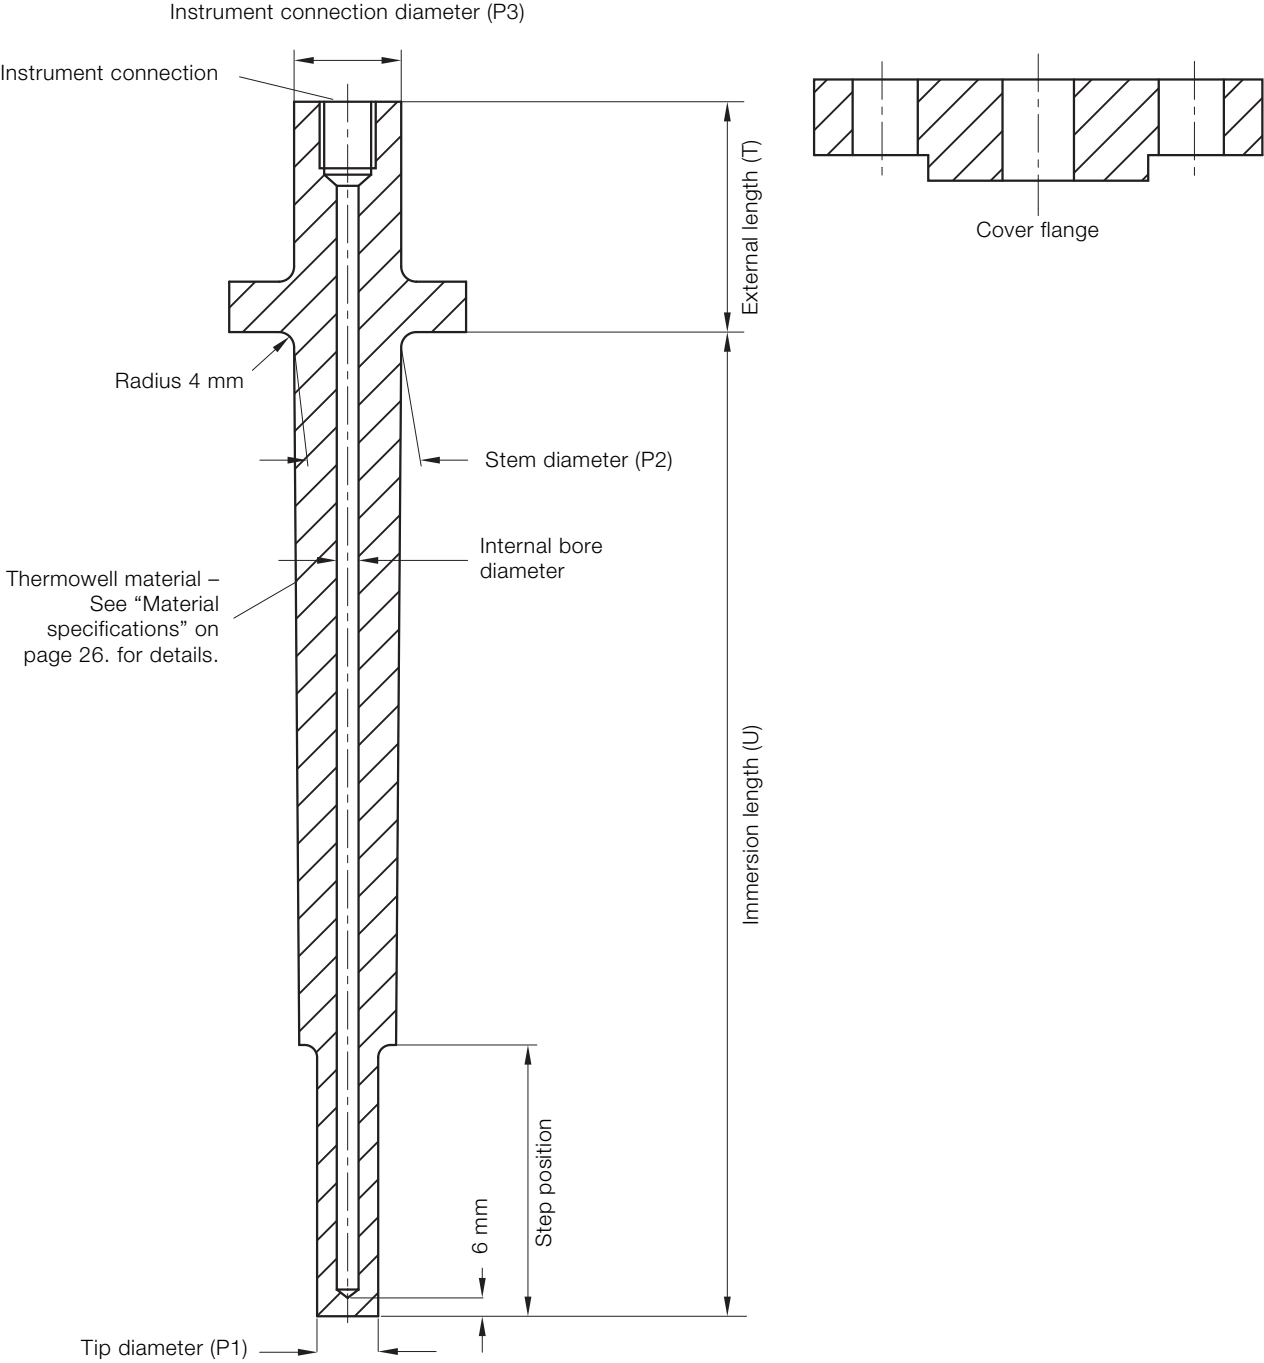 Instrument connection diameter (P3)
Instrument connection
External length (T)
Cover flange
Radius 4 mm
Stem diameter (P2)
Internal bore
diameter
Thermowell material –
See “Material
specifications” on
page 26. for details.
Immersion length (U)
Step position
6 mm
Tip diameter (P1)